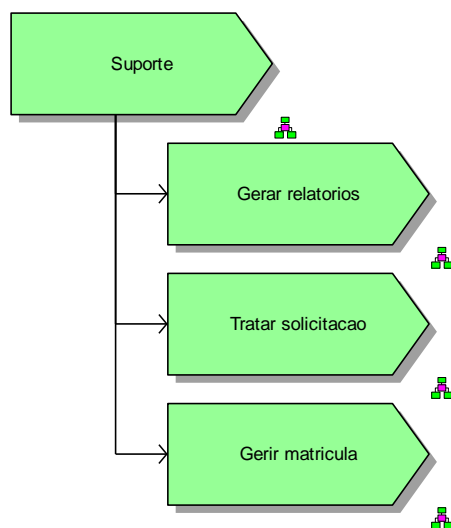 Suporte
Gerar relatorios
Tratar solicitacao
Gerir matricula